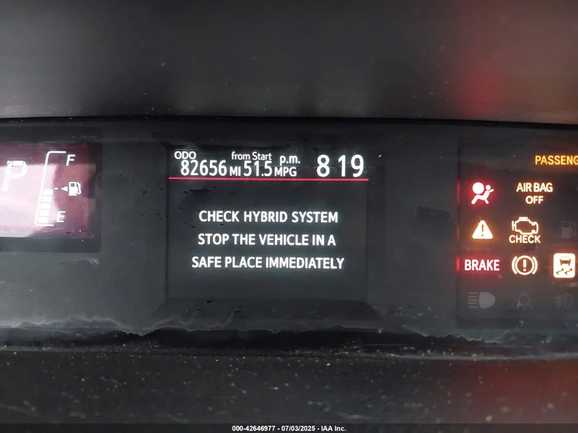 ODO from Start p.m.
82656 MI 51.5 MPG 8 19
F
P
E
CHECK HYBRID SYSTEM
STOP THE VEHICLE IN A
SAFE PLACE IMMEDIATELY
PASSENG
AIR BAG
OFF
CHECK
BRAKE
000-42646977 - 07/03/2025 - IAA Inc.